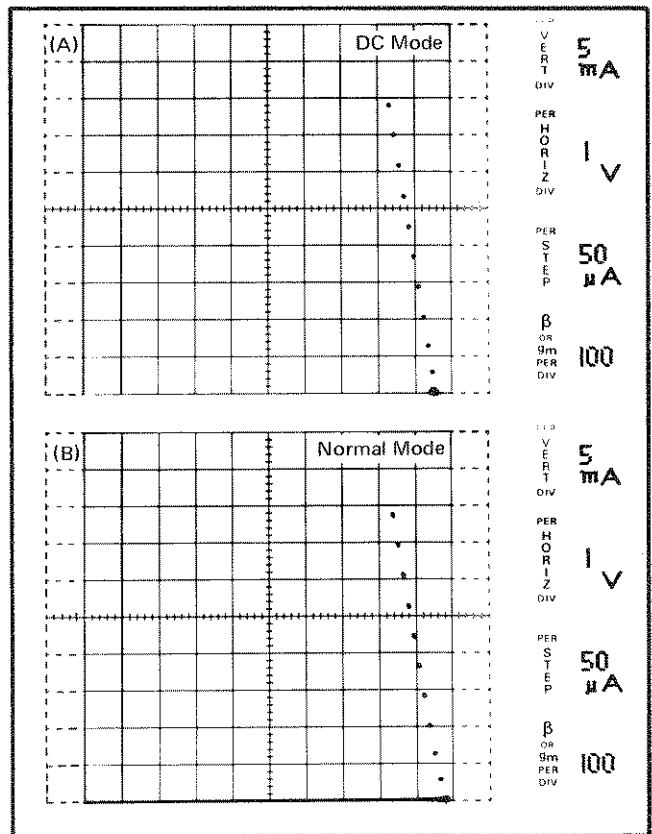 (A) DC Mode
VERT
DIV
5
mA
PER
HORIZ
DIV
1
V
PER
STEP
50
µA
β
OR
gm
PER
DIV
100
(B) Normal Mode
VERT
DIV
5
mA
PER
HORIZ
DIV
1
V
PER
STEP
50
µA
β
OR
gm
PER
DIV
100